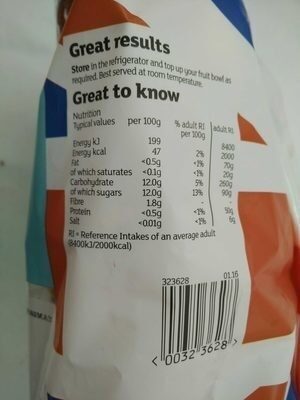 Great results
Store in the refrigerator and top up your fruit bowl as
required. Best served at room temperature.
Great to know
Nutrition
Typical values per 100g % adult RI per 100g adult RI
Energy kJ 199 8400
Energy kcal 47 2% 2000
Fat <0.5g <1% 70g
of which saturates <0.1g <1% 20g
Carbohydrate 12.0g 5% 260g
of which sugars 12.0g 13% 90g
Fibre 1.8g - -
Protein <0.5g <1% 50g
Salt <0.01g <1% 6g
RI = Reference Intakes of an average adult
(8400kJ/2000kcal)
323628 01.16
< 0032 3628 >